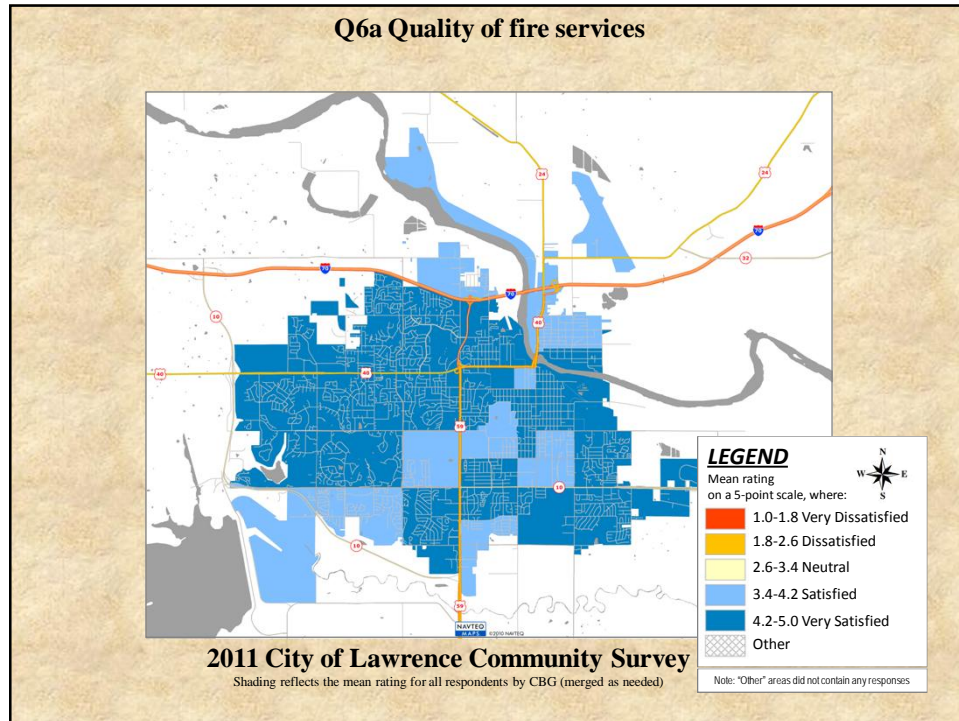 Q6a Quality of fire services
24
24
70
32
70
70
10
40
40
40
59
10
10
59
NAVTEQ
MAPS
©2010 NAVTEQ
LEGEND
Mean rating
on a 5-point scale, where:
N
W E
S
1.0-1.8 Very Dissatisfied
1.8-2.6 Dissatisfied
2.6-3.4 Neutral
3.4-4.2 Satisfied
4.2-5.0 Very Satisfied
Other
Note: "Other" areas did not contain any responses
2011 City of Lawrence Community Survey
Shading reflects the mean rating for all respondents by CBG (merged as needed)